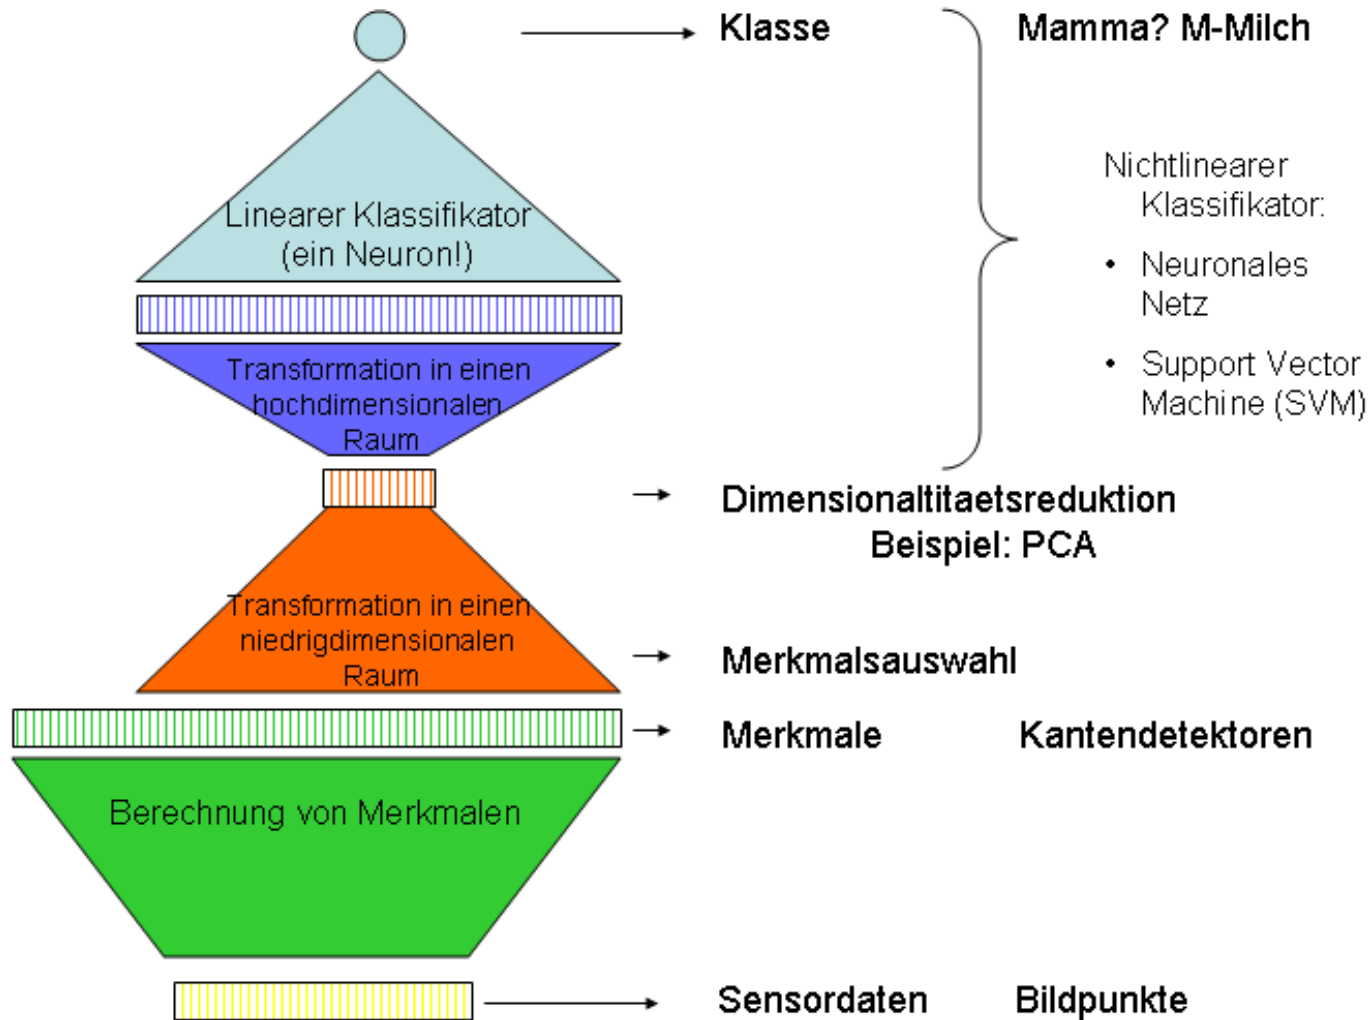 Klasse
Mamma? M-Milch
Linearer Klassifikator
(ein Neuron!)
Nichtlinearer
Klassifikator:
• Neuronales
Netz
• Support Vector
Machine (SVM)
Transformation in einen
hochdimensionalen
Raum
Dimensionaltitaetsreduktion
Beispiel: PCA
Transformation in einen
niedrigdimensionalen
Raum
Merkmalsauswahl
Merkmale
Kantendetektoren
Berechnung von Merkmalen
Sensordaten
Bildpunkte